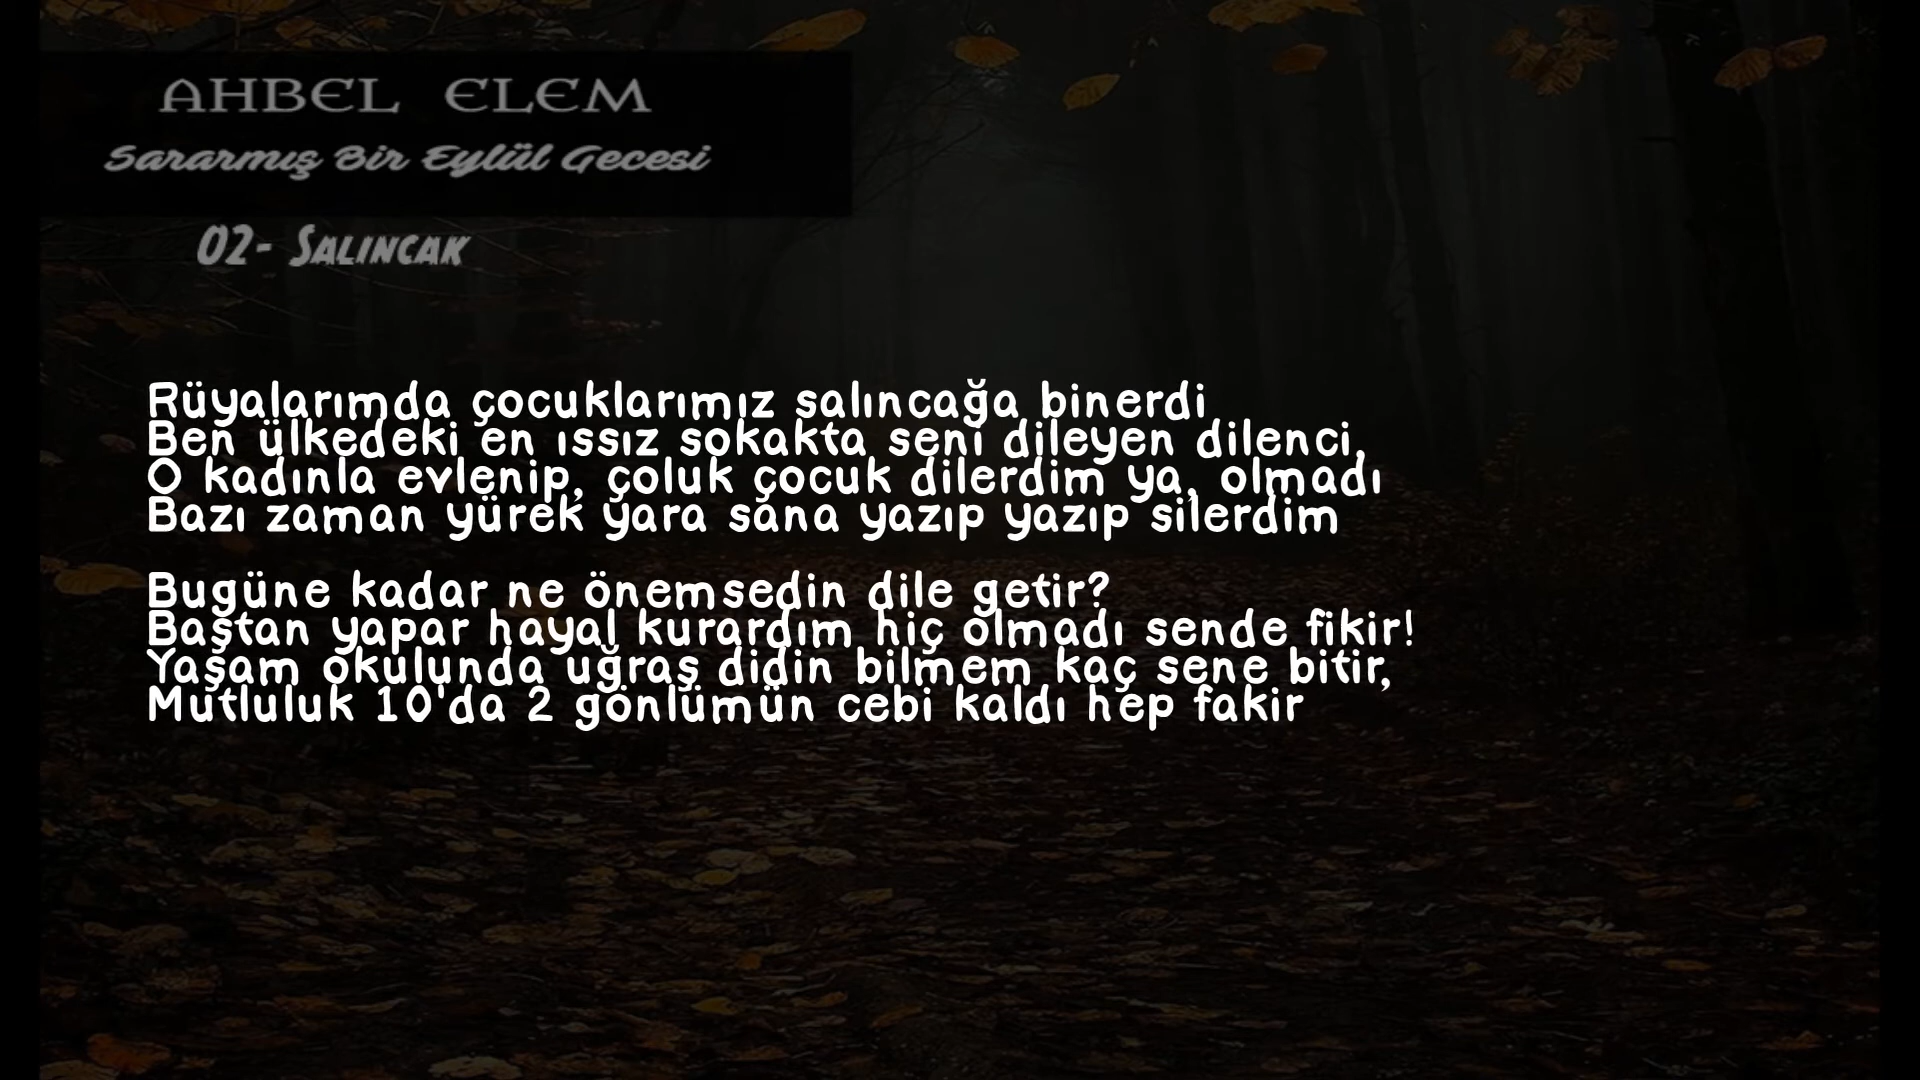 AHBEL ELEM
Sararmış Bir Eylül Gecesi
02- SALINCAK
Rüyalarımda çocuklarımız salıncağa binerdi
Ben ülkedeki en ıssız sokakta seni dileyen dilenci,
O kadınla evlenip, çoluk çocuk dilerdim ya, olmadı
Bazı zaman yürek yara sana yazıp yazıp silerdim
Bugüne kadar ne önemsedin dile getir?
Baştan yapar hayal kurardım hiç olmadı sende fikir!
Yaşam okulunda uğraş didin bilmem kaç sene bitir,
Mutluluk 10'da 2 gönlümün cebi kaldı hep fakir